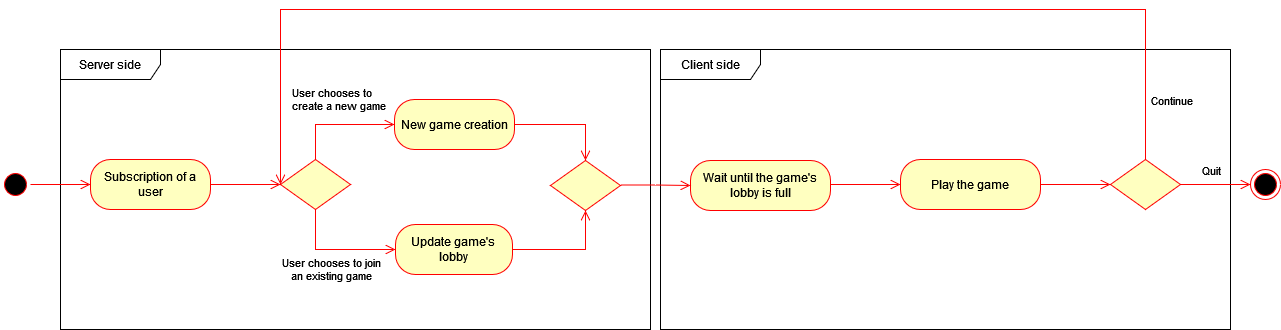 Server side
Client side
User chooses to
create a new game
New game creation
Continue
Subscription of a
user
Wait until the game's
lobby is full
Play the game
Quit
Update game's
lobby
User chooses to join
an existing game